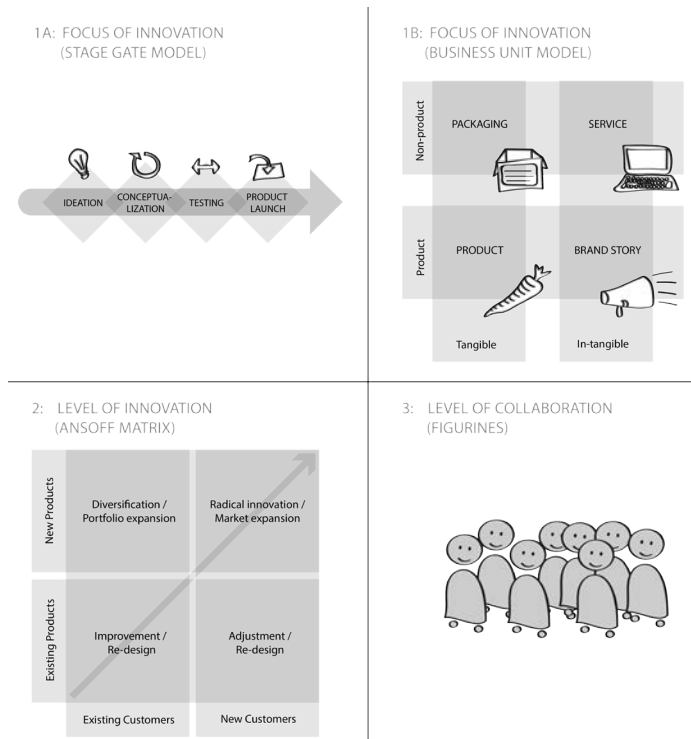 1A: FOCUS OF INNOVATION
(STAGE GATE MODEL)
IDEATION
CONCEPTUA-
LIZATION
TESTING
PRODUCT
LAUNCH
1B: FOCUS OF INNOVATION
(BUSINESS UNIT MODEL)
Non-product
PACKAGING
SERVICE
Product
PRODUCT
BRAND STORY
Tangible
In-tangible
2: LEVEL OF INNOVATION
(ANSOFF MATRIX)
New Products
Diversification /
Portfolio expansion
Radical innovation /
Market expansion
Existing Products
Improvement /
Re-design
Adjustment /
Re-design
Existing Customers
New Customers
3: LEVEL OF COLLABORATION
(FIGURINES)